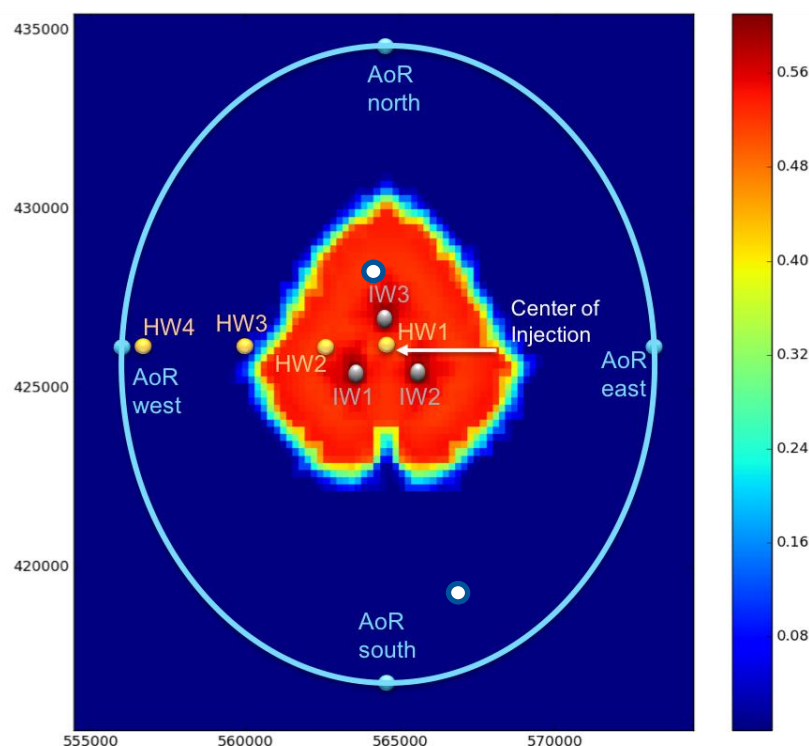 435000
AoR
north
0.56
0.48
430000
IW3
0.40
HW4
HW3
HW1
Center of
Injection
HW2
0.32
AoR
west
425000
IW1
IW2
AoR
east
0.24
420000
0.16
AoR
south
0.08
555000
560000
565000
570000